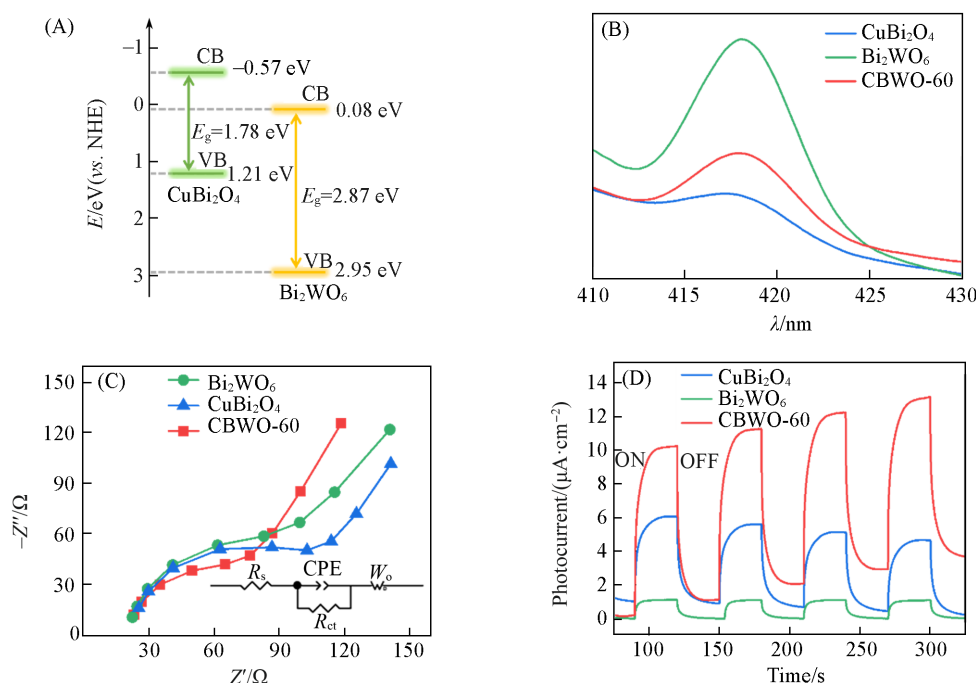 (A)
−1
0
1
2
3
E/eV(vs. NHE)
CB
−0.57 eV
Eg=1.78 eV
VB
1.21 eV
CuBi₂O₄
CB
0.08 eV
Eg=2.87 eV
VB
2.95 eV
Bi₂WO₆
(B)
CuBi₂O₄
Bi₂WO₆
CBWO-60
410 415 420 425 430
λ/nm
(C)
Bi₂WO₆
CuBi₂O₄
CBWO-60
150
120
90
60
30
0
−Z″/Ω
Rs
CPE
Wo
Rct
s
30 60 90 120 150
Z′/Ω
(D)
CuBi₂O₄
Bi₂WO₆
CBWO-60
ON
OFF
14
12
10
8
6
4
2
0
Photocurrent/(μA·cm⁻²)
100 150 200 250 300
Time/s